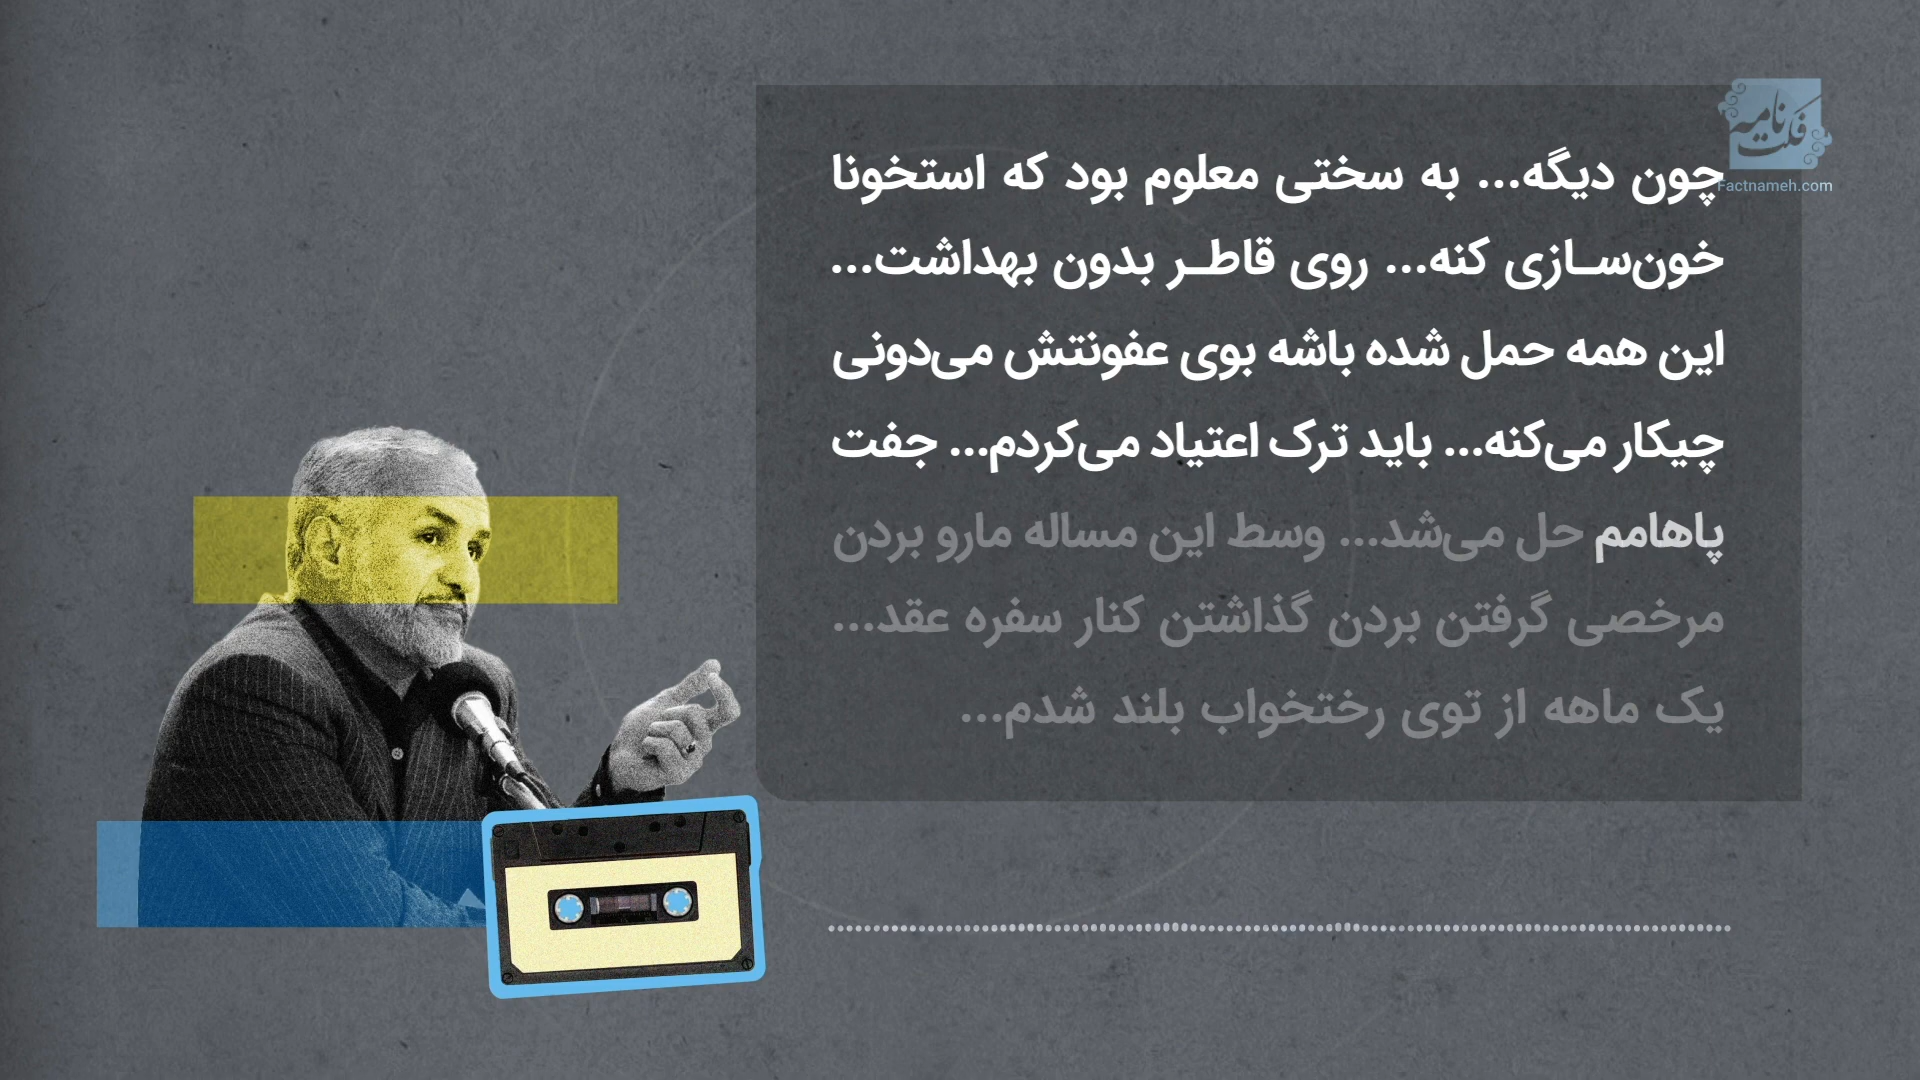 فکت‌نامه
Factnameh.com
چون دیگه... به سختی معلوم بود که استخونا
خون‌سـازی کنه... روی قاطـر بدون بهداشت...
این همه حمل شده باشه بوی عفونتش می‌دونی
چیکار می‌کنه... باید ترک اعتیاد می‌کردم... جفت
پاهامم حل می‌شد... وسط این مساله مارو بردن
مرخصی گرفتن بردن گذاشتن کنار سفره عقد...
یک ماهه از توی رختخواب بلند شدم...